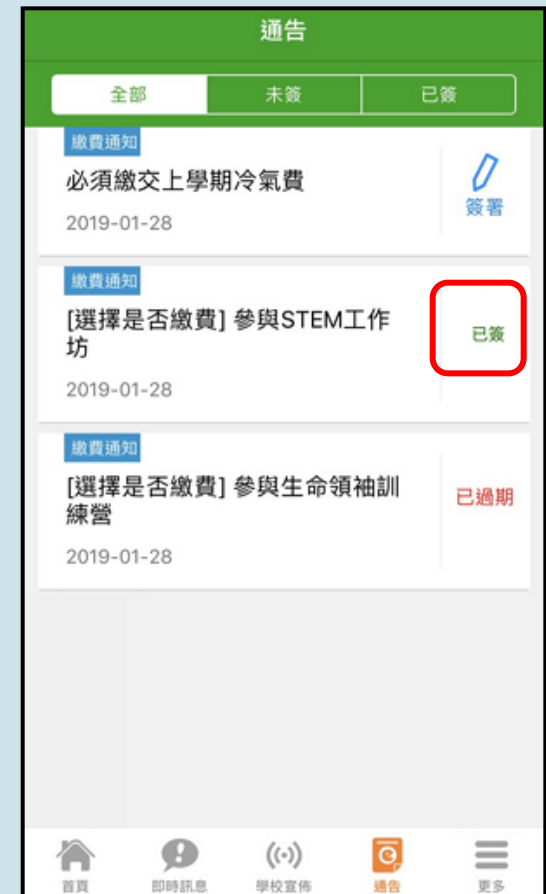 通告
全部
未簽
已簽
繳費通知
必須繳交上學期冷氣費
2019-01-28
簽署
繳費通知
[選擇是否繳費] 參與STEM工作
坊
2019-01-28
已簽
繳費通知
[選擇是否繳費] 參與生命領袖訓
練營
2019-01-28
已過期
首頁
即時訊息
學校宣佈
通告
更多